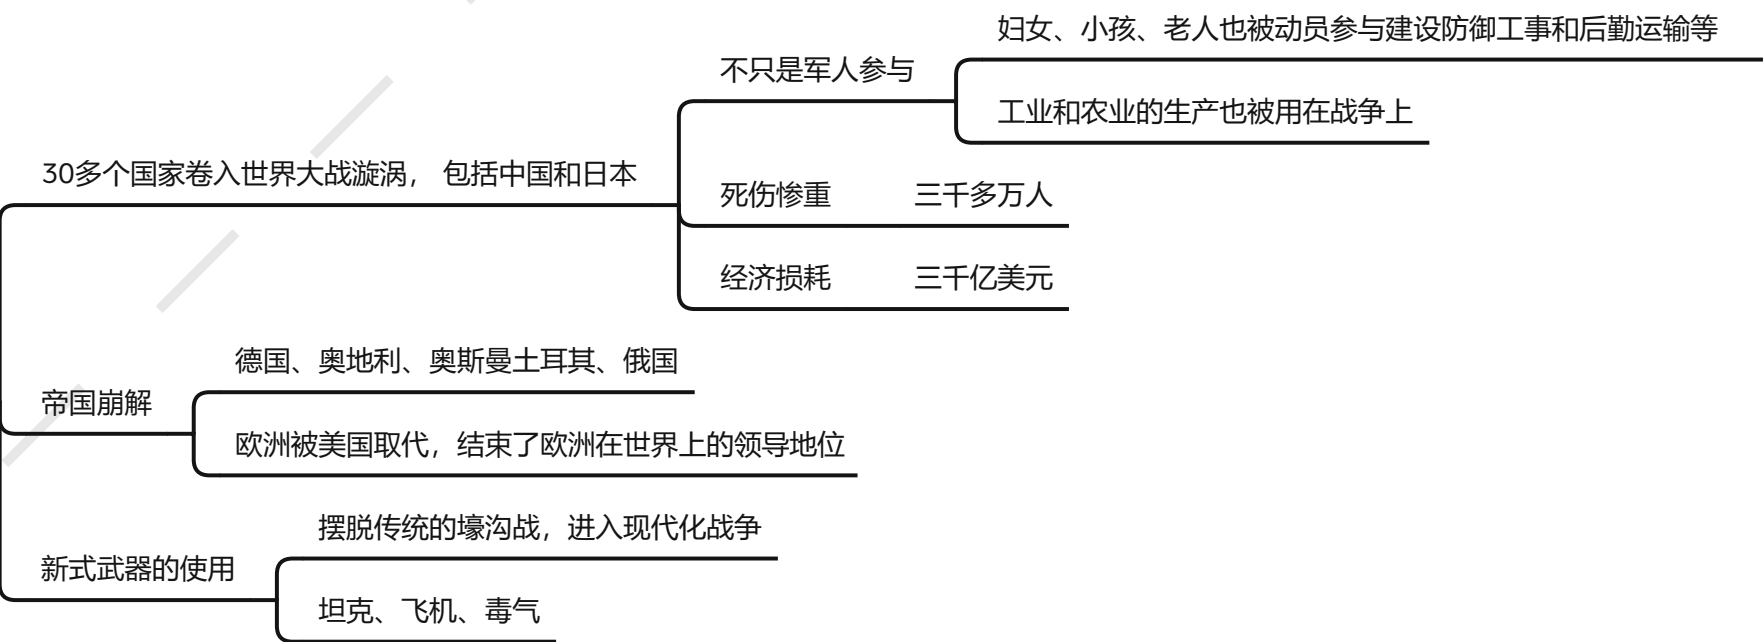 妇女、小孩、老人也被动员参与建设防御工事和后勤运输等
不只是军人参与
工业和农业的生产也被用在战争上
30多个国家卷入世界大战漩涡， 包括中国和日本
死伤惨重 三千多万人
经济损耗 三千亿美元
德国、奥地利、奥斯曼土耳其、俄国
帝国崩解
欧洲被美国取代，结束了欧洲在世界上的领导地位
摆脱传统的壕沟战，进入现代化战争
新式武器的使用
坦克、飞机、毒气